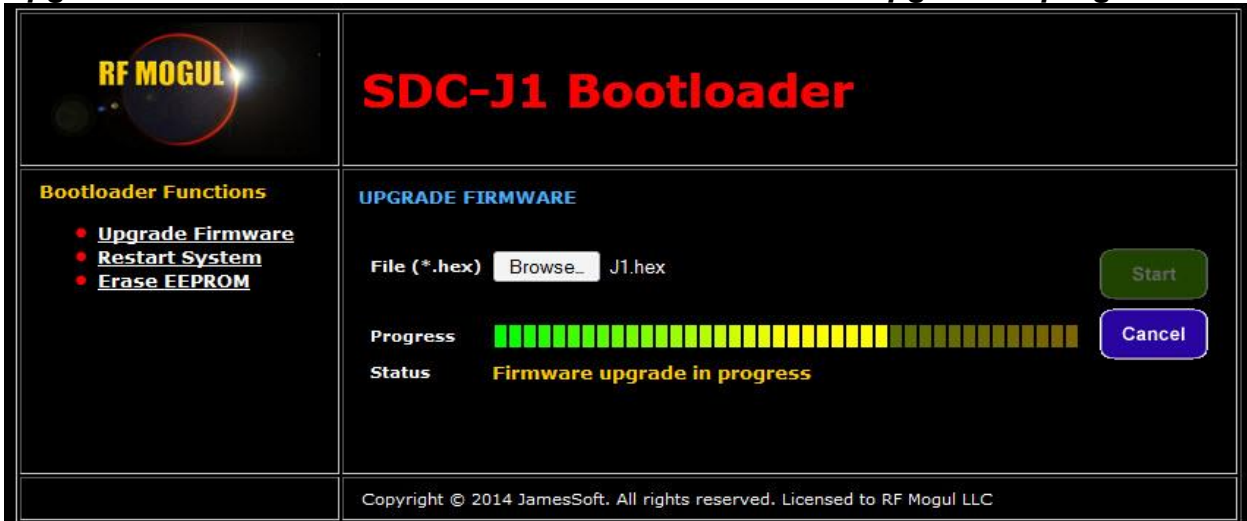 RF MOGUL
SDC-J1 Bootloader
Bootloader Functions
Upgrade Firmware
Restart System
Erase EEPROM
UPGRADE FIRMWARE
File (*.hex) Browse_ J1.hex
Start
Progress
Cancel
Status Firmware upgrade in progress
Copyright © 2014 JamesSoft. All rights reserved. Licensed to RF Mogul LLC